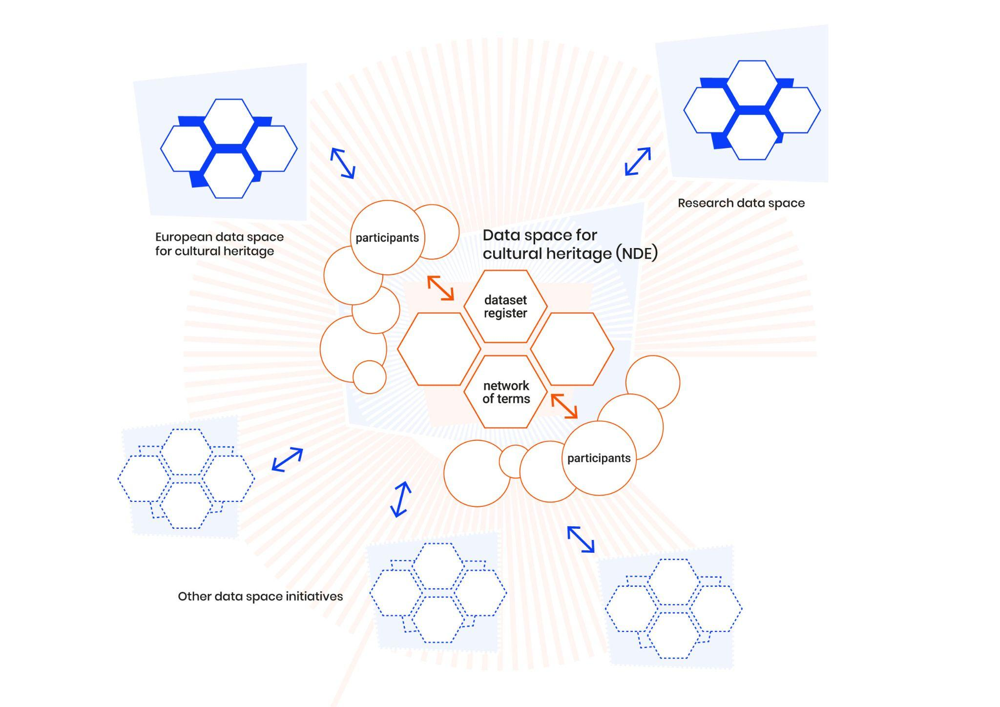 Research data space
European data space
for cultural heritage
participants
Data space for
cultural heritage (NDE)
dataset
register
network
of terms
participants
Other data space initiatives